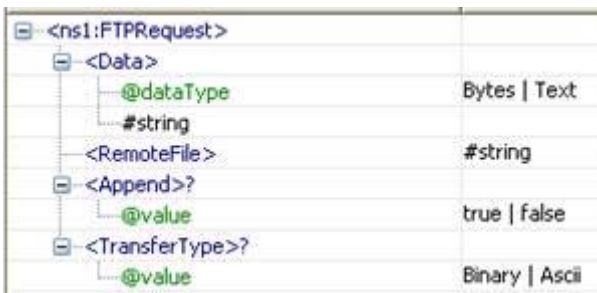 <ns1:FTPRequest>
<Data>
@dataType Bytes | Text
#string
<RemoteFile> #string
<Append>?
@value true | false
<TransferType>?
@value Binary | Ascii